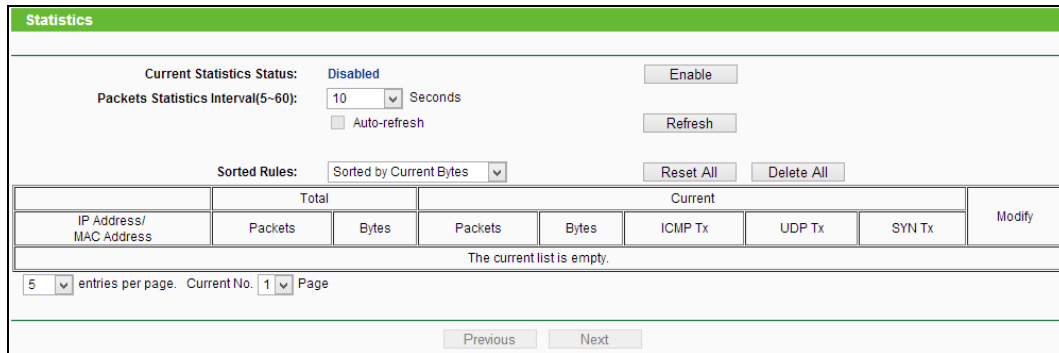 Statistics
Current Statistics Status: Disabled Enable
Packets Statistics Interval(5~60): 10 Seconds
Auto-refresh Refresh
Sorted Rules: Sorted by Current Bytes Reset All Delete All
Total Current Modify
IP Address/
MAC Address Packets Bytes Packets Bytes ICMP Tx UDP Tx SYN Tx
The current list is empty.
5 entries per page. Current No. 1 Page
Previous Next